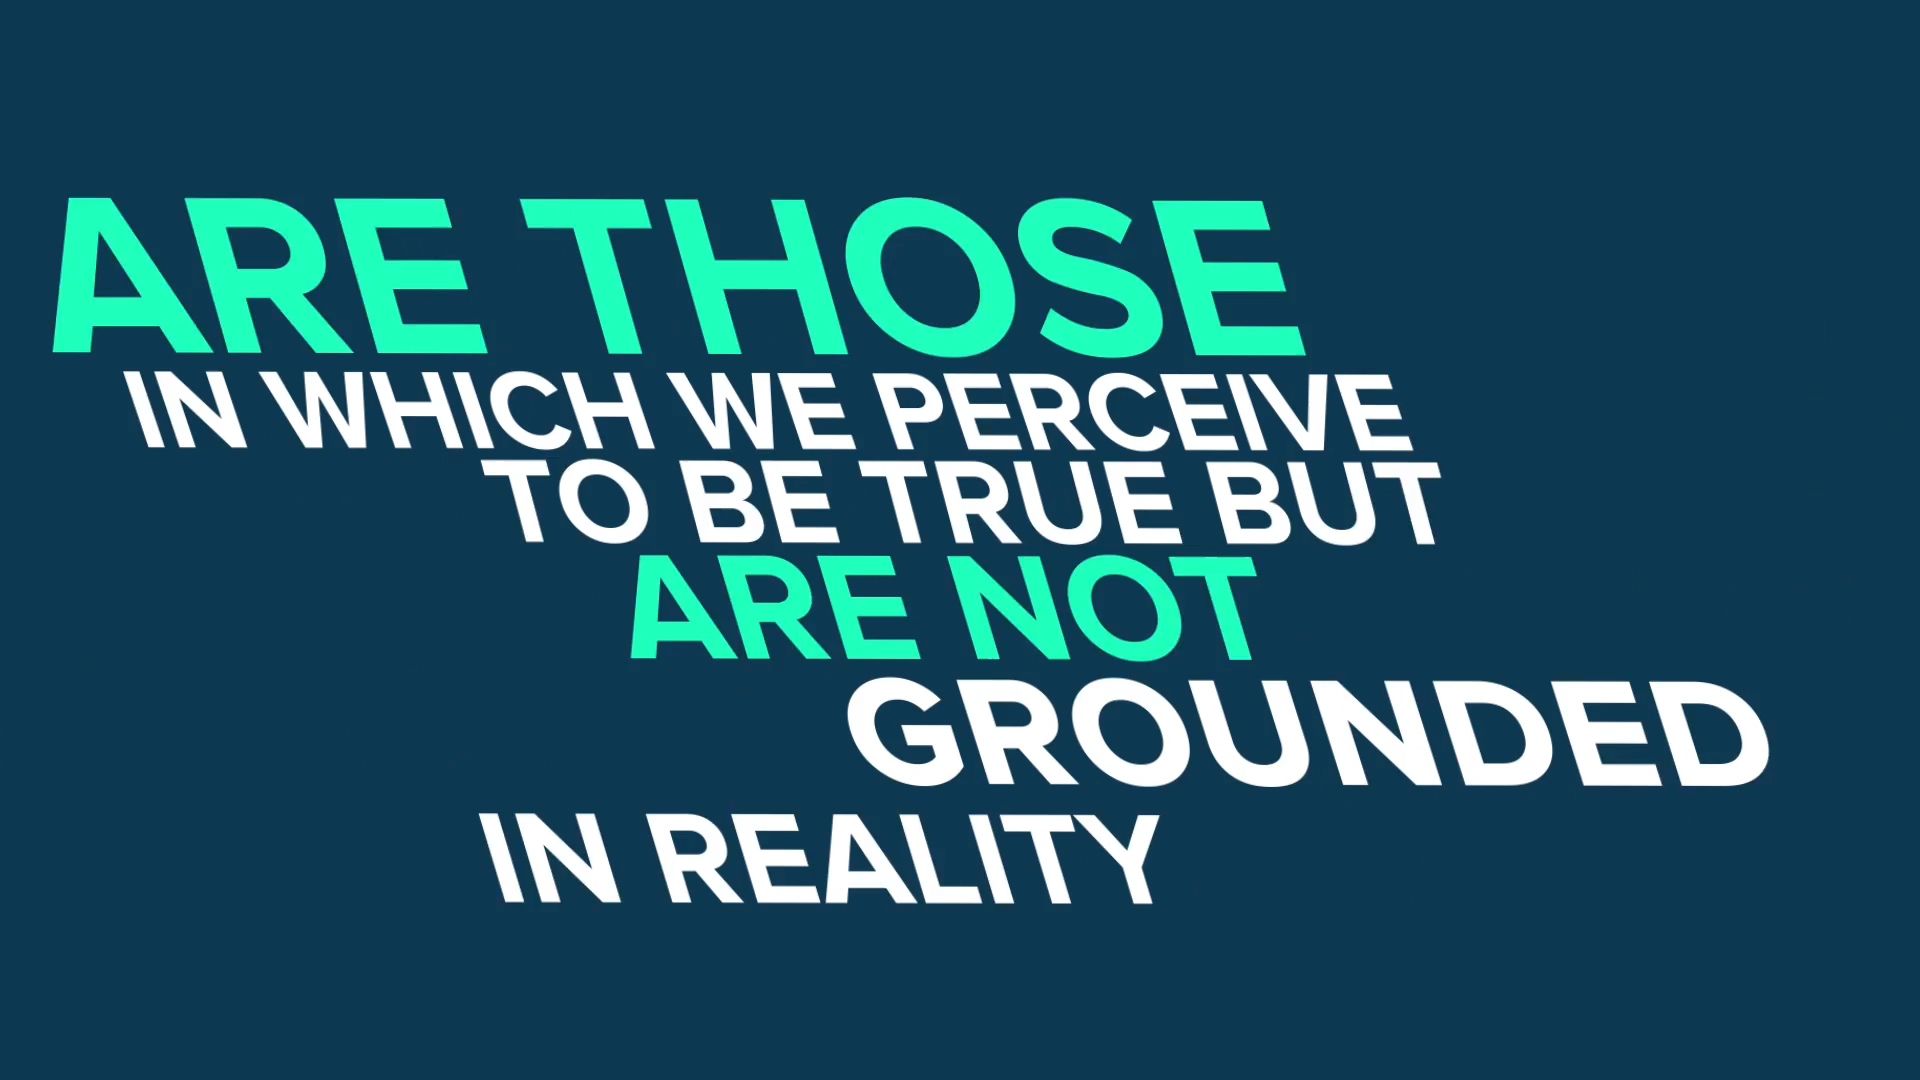 ARE THOSE
IN WHICH WE PERCEIVE
TO BE TRUE BUT
ARE NOT
GROUNDED
IN REALITY